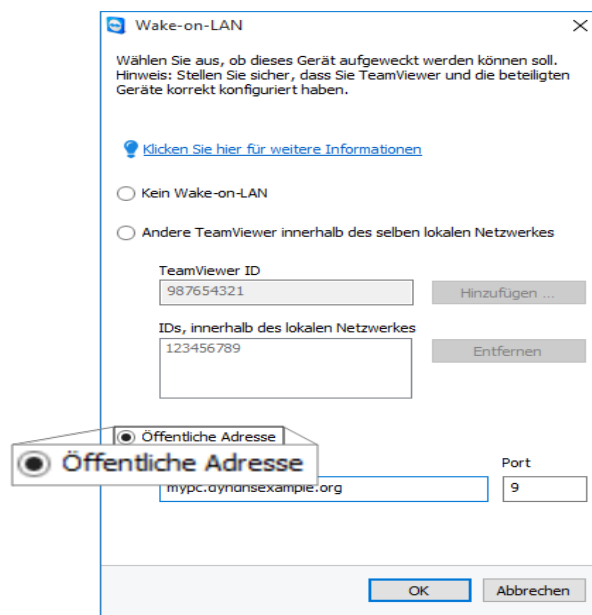 Wake-on-LAN
Wählen Sie aus, ob dieses Gerät aufgeweckt werden können soll.
Hinweis: Stellen Sie sicher, dass Sie TeamViewer und die beteiligten
Geräte korrekt konfiguriert haben.
Klicken Sie hier für weitere Informationen
Kein Wake-on-LAN
Andere TeamViewer innerhalb des selben lokalen Netzwerkes
TeamViewer ID
987654321
Hinzufügen ...
IDs, innerhalb des lokalen Netzwerkes
123456789
Entfernen
Öffentliche Adresse
Öffentliche Adresse
Port
mypc.dyndnsexample.org
9
OK
Abbrechen